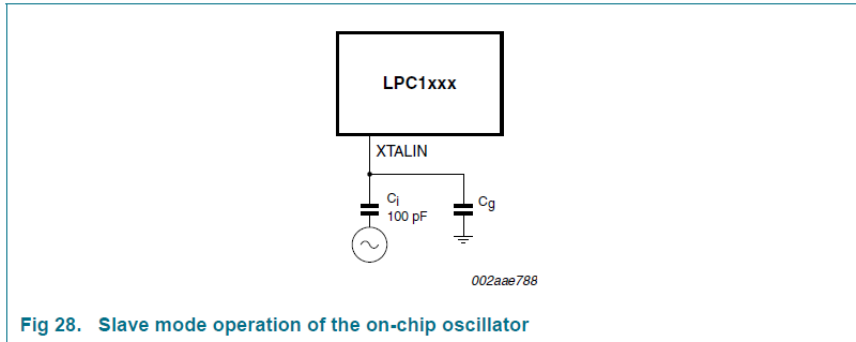 LPC1xxx
XTALIN
Ci
100 pF
Cg
002aae788
Fig 28. Slave mode operation of the on-chip oscillator